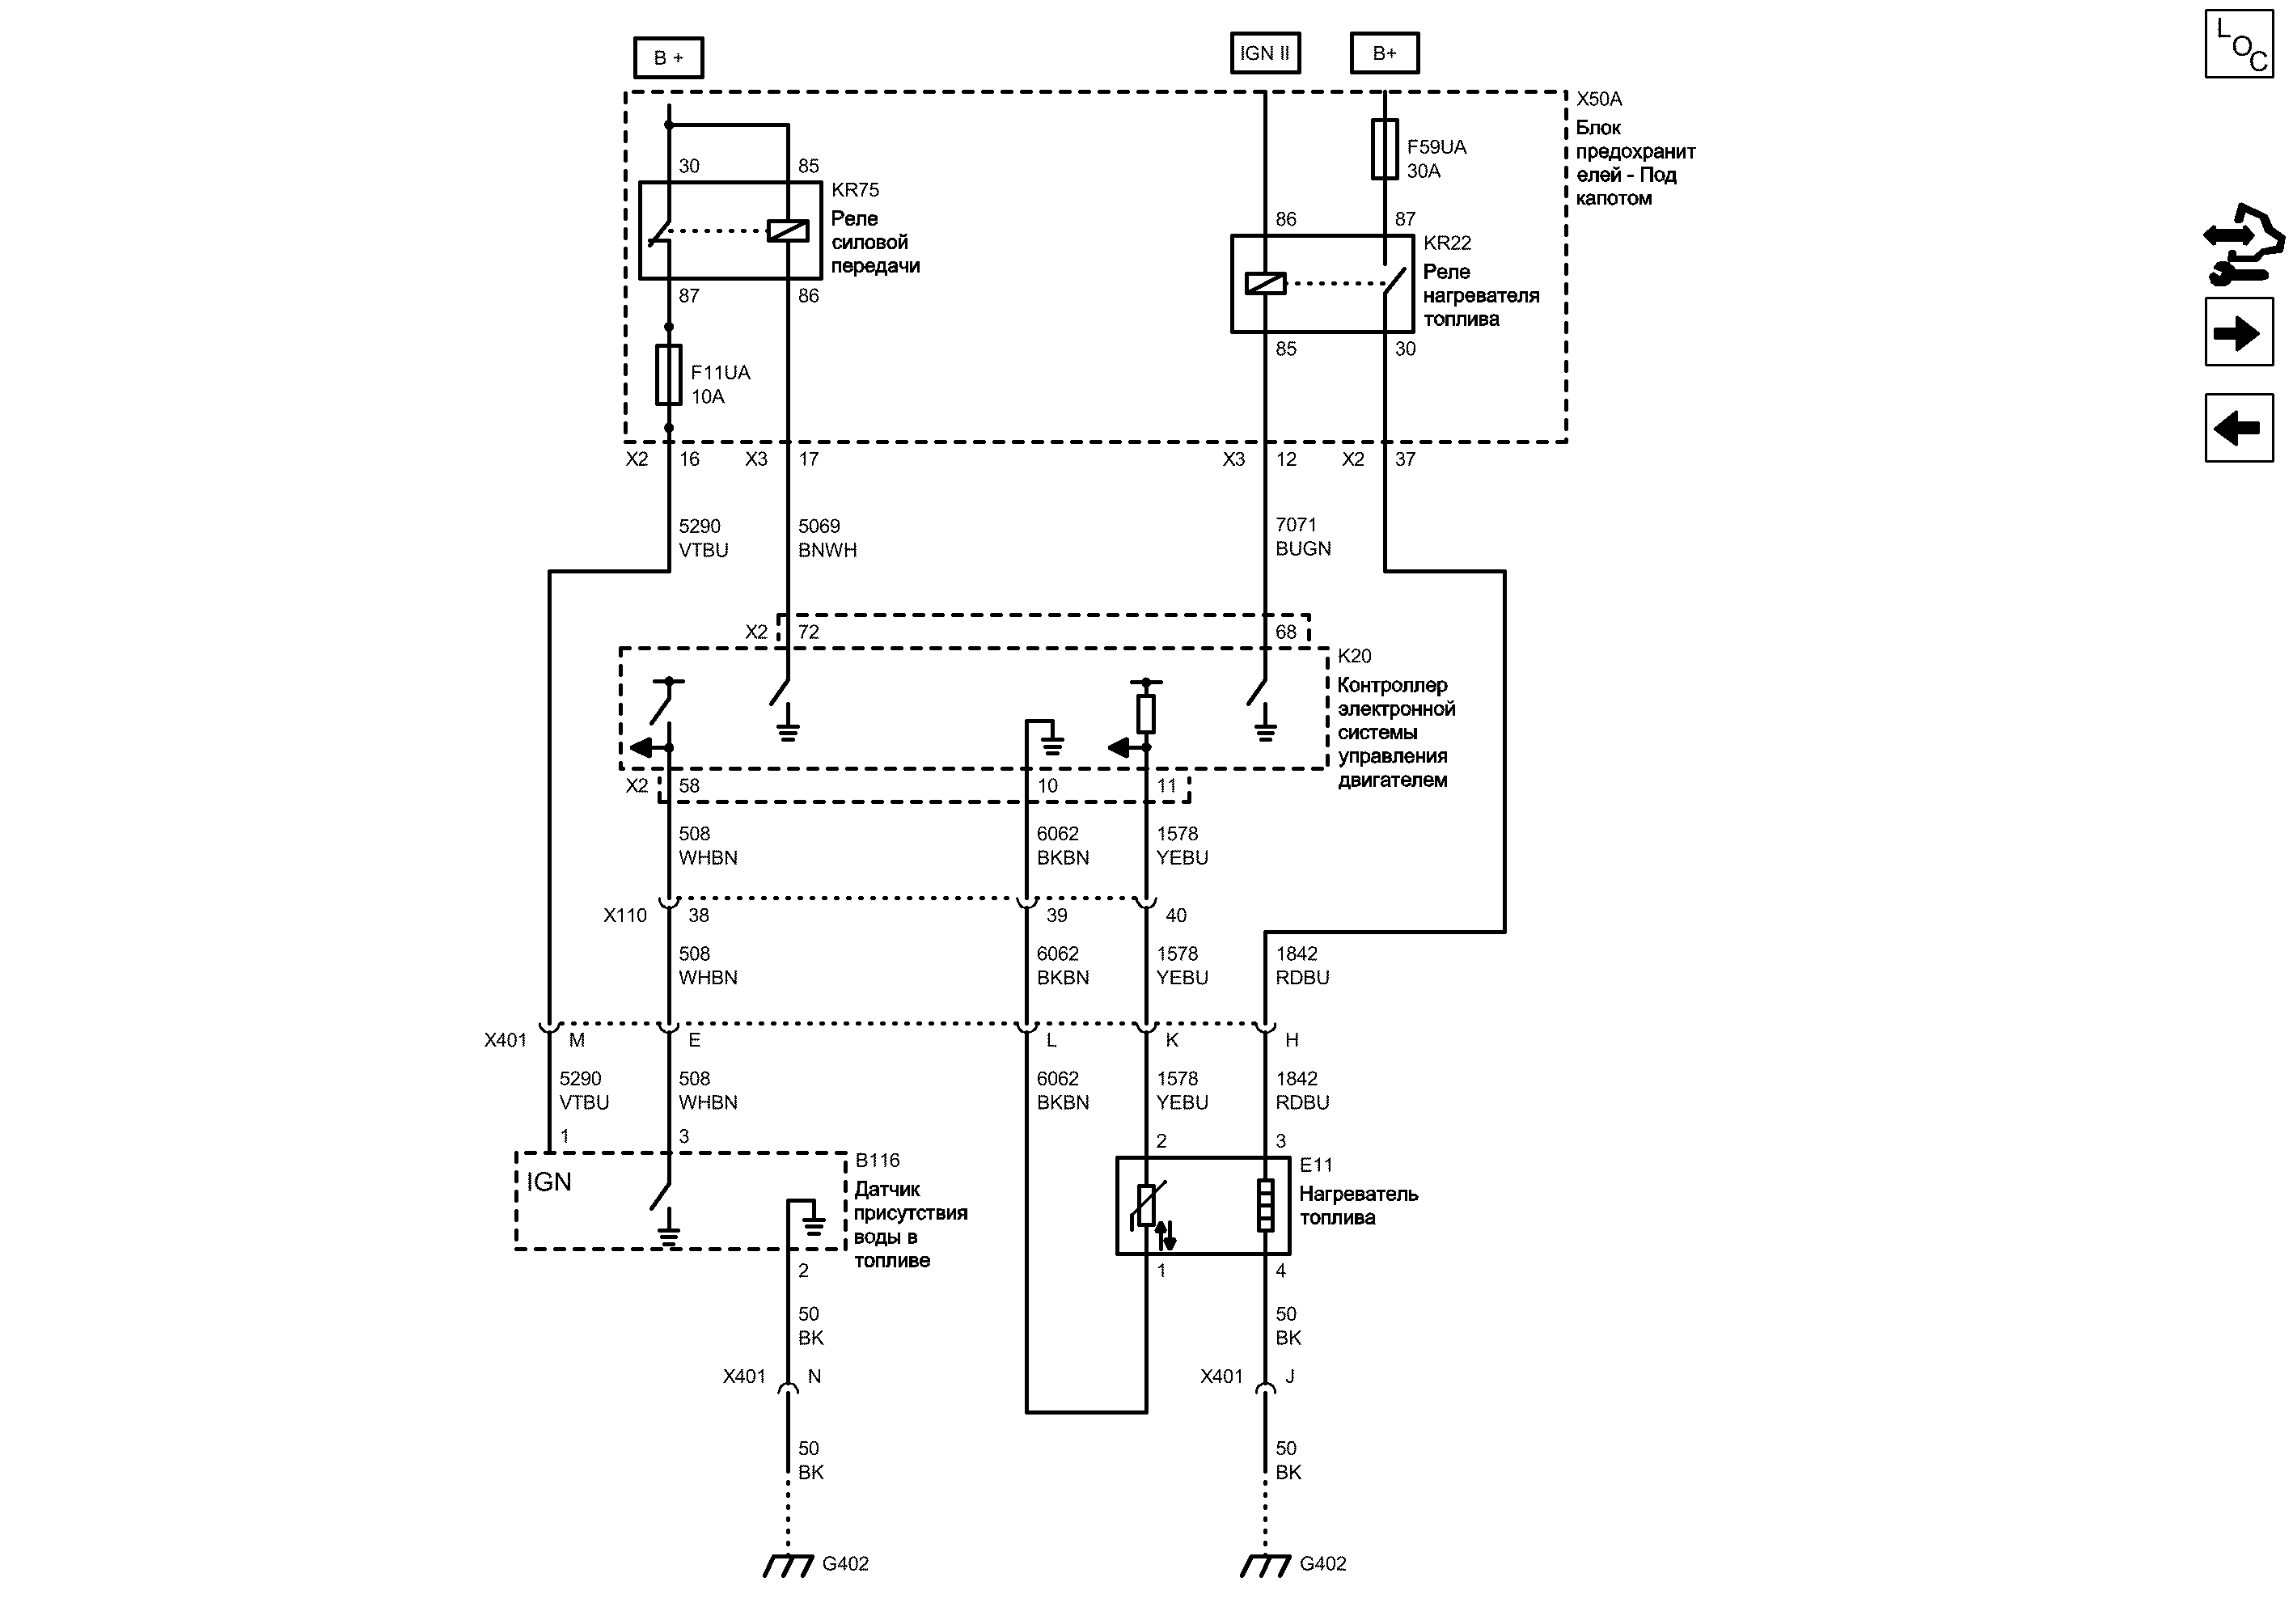 B +
IGN II
B+
LOC
X50A
Блок
предохранит
елей - Под
капотом
F59UA
30A
30
85
KR75
Реле
силовой
передачи
86
87
KR22
Реле
нагревателя
топлива
87
86
85
30
F11UA
10A
X2
16
X3
17
X3
12
X2
37
5290
VTBU
5069
BNWH
7071
BUGN
X2
72
68
K20
Контроллер
электронной
системы
управления
двигателем
X2
58
10
11
508
WHBN
6062
BKBN
1578
YEBU
X110
38
39
40
508
WHBN
6062
BKBN
1578
YEBU
1842
RDBU
X401
M
E
L
K
H
5290
VTBU
508
WHBN
6062
BKBN
1578
YEBU
1842
RDBU
1
3
2
3
IGN
B116
Датчик
присутствия
воды в
топливе
E11
Нагреватель
топлива
2
1
4
50
BK
50
BK
X401
N
X401
J
50
BK
50
BK
G402
G402